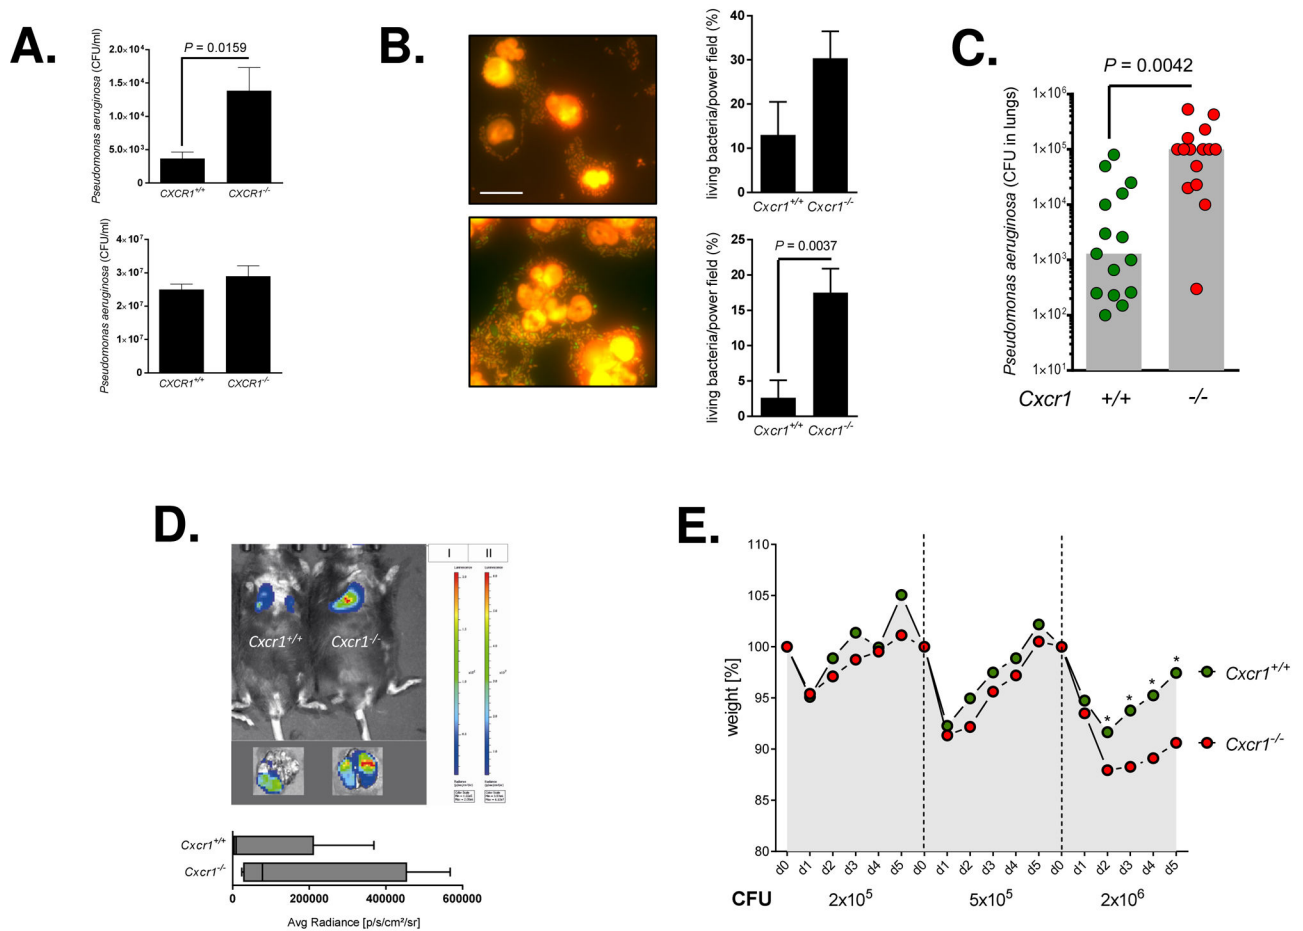 A.
Pseudomonas aeruginosa (CFU/ml)
2.0×10⁴
1.5×10⁴
1.0×10⁴
5.0×10³
0
P = 0.0159
CXCR1+/+
CXCR1-/-
Pseudomonas aeruginosa (CFU/ml)
4×10⁷
3×10⁷
2×10⁷
1×10⁷
0
CXCR1+/+
CXCR1-/-
B.
living bacteria/power field (%)
40
30
20
10
0
Cxcr1+/+ Cxcr1-/-
living bacteria/power field (%)
25
20
15
10
5
0
P = 0.0037
Cxcr1+/+ Cxcr1-/-
C.
P = 0.0042
Pseudomonas aeruginosa (CFU in lungs)
1×10⁶
1×10⁵
1×10⁴
1×10³
1×10²
1×10¹
Cxcr1 +/+ -/-
D.
Cxcr1+/+ Cxcr1-/-
I II
Cxcr1+/+
Cxcr1-/-
0 200000 400000 600000
Avg Radiance [p/s/cm²/sr]
E.
weight [%]
110
105
100
95
90
85
80
* * * *
Cxcr1+/+
Cxcr1-/-
d0 d1 d2 d3 d4 d5 d0 d1 d2 d3 d4 d5 d0 d1 d2 d3 d4 d5
CFU 2x10⁵ 5x10⁵ 2x10⁶